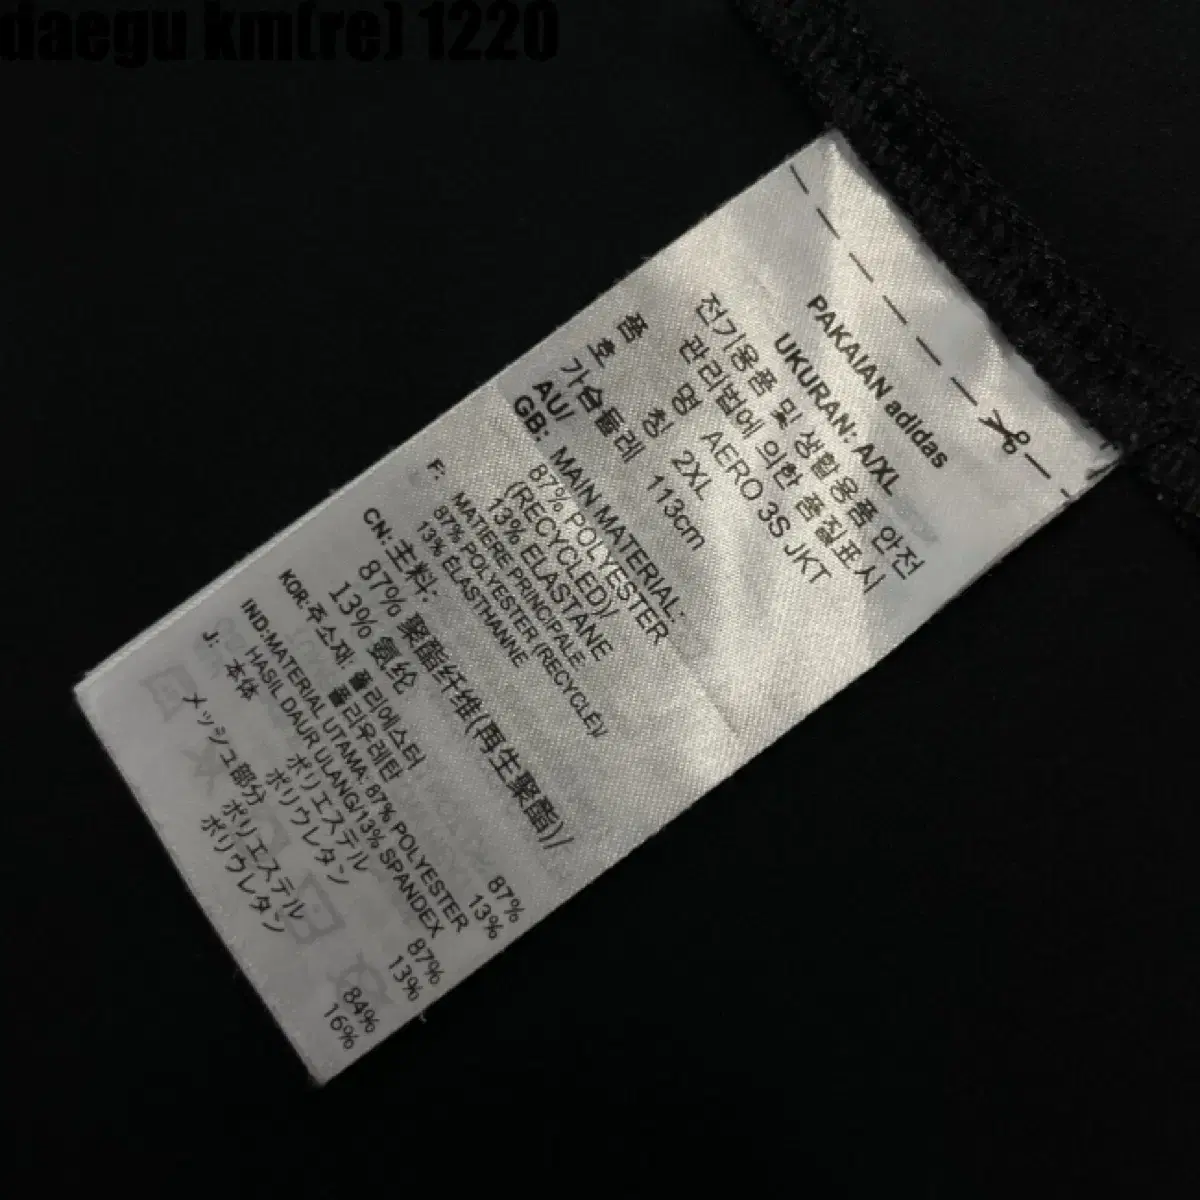 daegu km(re) 1220
PAKAIAN adidas
UKURAN: A/XL
전기용품 및 생활용품 안전
관리법에 의한 품질표시
품 명 AERO 3S JKT
호 칭 2XL
가슴둘레 113cm
AU/
GB: MAIN MATERIAL:
87% POLYESTER
(RECYCLED)/
13% ELASTANE
F: MATIERE PRINCIPALE
87% POLYESTER (RECYCLÉ)/
13% ÉLASTHANNE
CN: 主料:
87% 聚酯纤维(再生聚酯)/
13% 氨纶
KOR: 주소재: 폴리에스터 87%
폴리우레탄 13%
IND:MATERIAL UTAMA: 87% POLYESTER
HASIL DAUR ULANG/13% SPANDEX
J: 本体 ポリエステル 87%
ポリウレタン 13%
メッシュ部分 ポリエステル 84%
ポリウレタン 16%